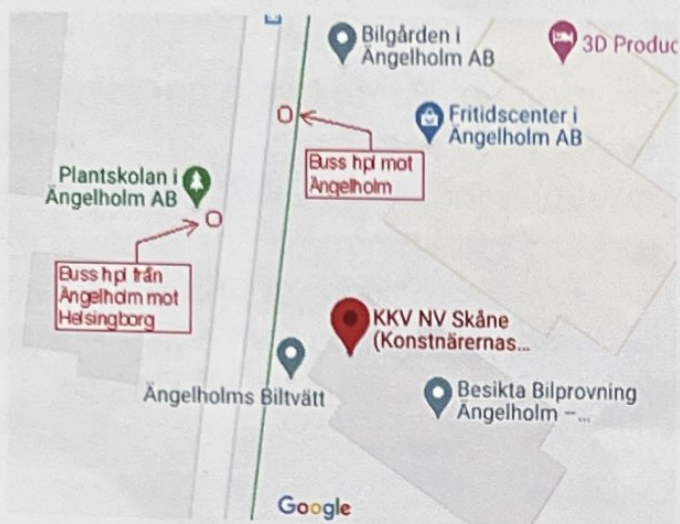 Bilgården i
Ängelholm AB
3D Produc
Fritidscenter i
Ängelholm AB
Buss hpl mot
Ängelholm
Plantskolan i
Ängelholm AB
Buss hpl från
Ängelholm mot
Helsingborg
KKV NV Skåne
(Konstnärernas...
Ängelholms Biltvätt
Besikta Bilprovning
Ängelholm –...
Google